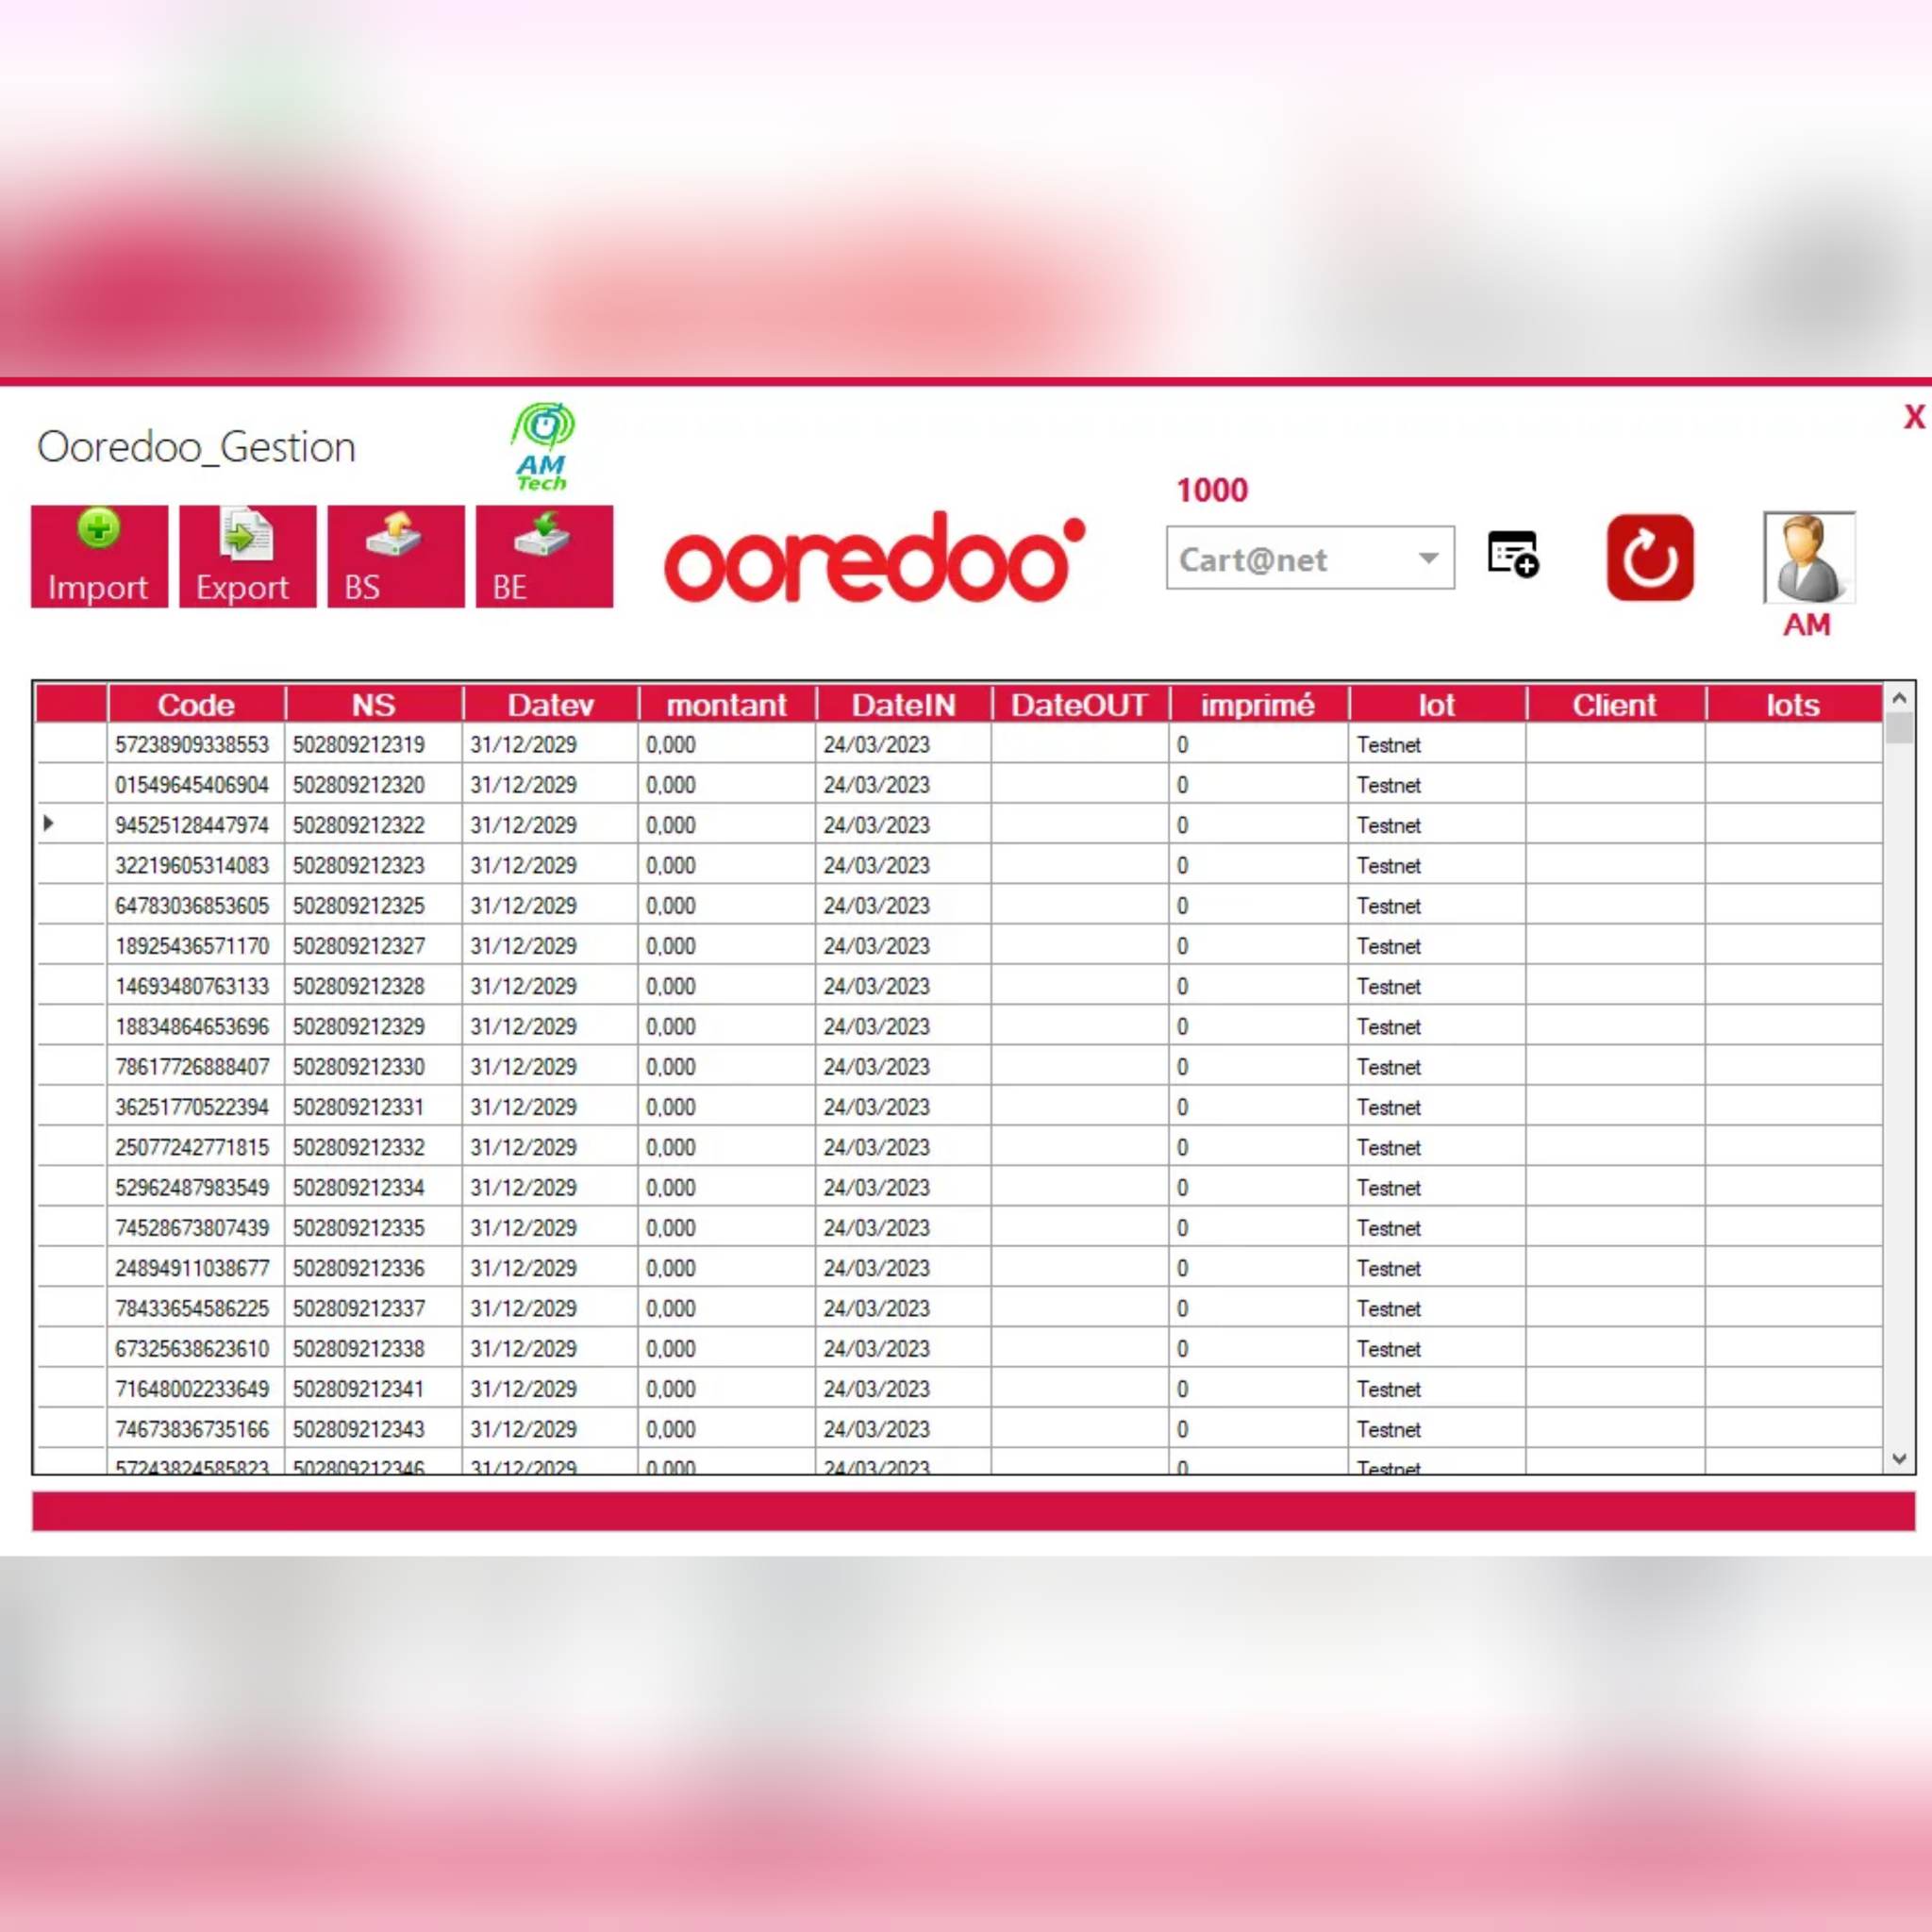 Ooredoo_Gestion
AM
Tech
X
1000
Import Export BS BE
ooredoo
Cart@net
AM
Code NS Datev montant DateIN DateOUT imprimé lot Client lots
57238909338553 502809212319 31/12/2029 0,000 24/03/2023 0 Testnet
01549645406904 502809212320 31/12/2029 0,000 24/03/2023 0 Testnet
94525128447974 502809212322 31/12/2029 0,000 24/03/2023 0 Testnet
32219605314083 502809212323 31/12/2029 0,000 24/03/2023 0 Testnet
64783036853605 502809212325 31/12/2029 0,000 24/03/2023 0 Testnet
18925436571170 502809212327 31/12/2029 0,000 24/03/2023 0 Testnet
14693480763133 502809212328 31/12/2029 0,000 24/03/2023 0 Testnet
18834864653696 502809212329 31/12/2029 0,000 24/03/2023 0 Testnet
78617726888407 502809212330 31/12/2029 0,000 24/03/2023 0 Testnet
36251770522394 502809212331 31/12/2029 0,000 24/03/2023 0 Testnet
25077242771815 502809212332 31/12/2029 0,000 24/03/2023 0 Testnet
52962487983549 502809212334 31/12/2029 0,000 24/03/2023 0 Testnet
74528673807439 502809212335 31/12/2029 0,000 24/03/2023 0 Testnet
24894911038677 502809212336 31/12/2029 0,000 24/03/2023 0 Testnet
78433654586225 502809212337 31/12/2029 0,000 24/03/2023 0 Testnet
67325638623610 502809212338 31/12/2029 0,000 24/03/2023 0 Testnet
71648002233649 502809212341 31/12/2029 0,000 24/03/2023 0 Testnet
74673836735166 502809212343 31/12/2029 0,000 24/03/2023 0 Testnet
57243824585823 502809212346 31/12/2029 0,000 24/03/2023 0 Testnet